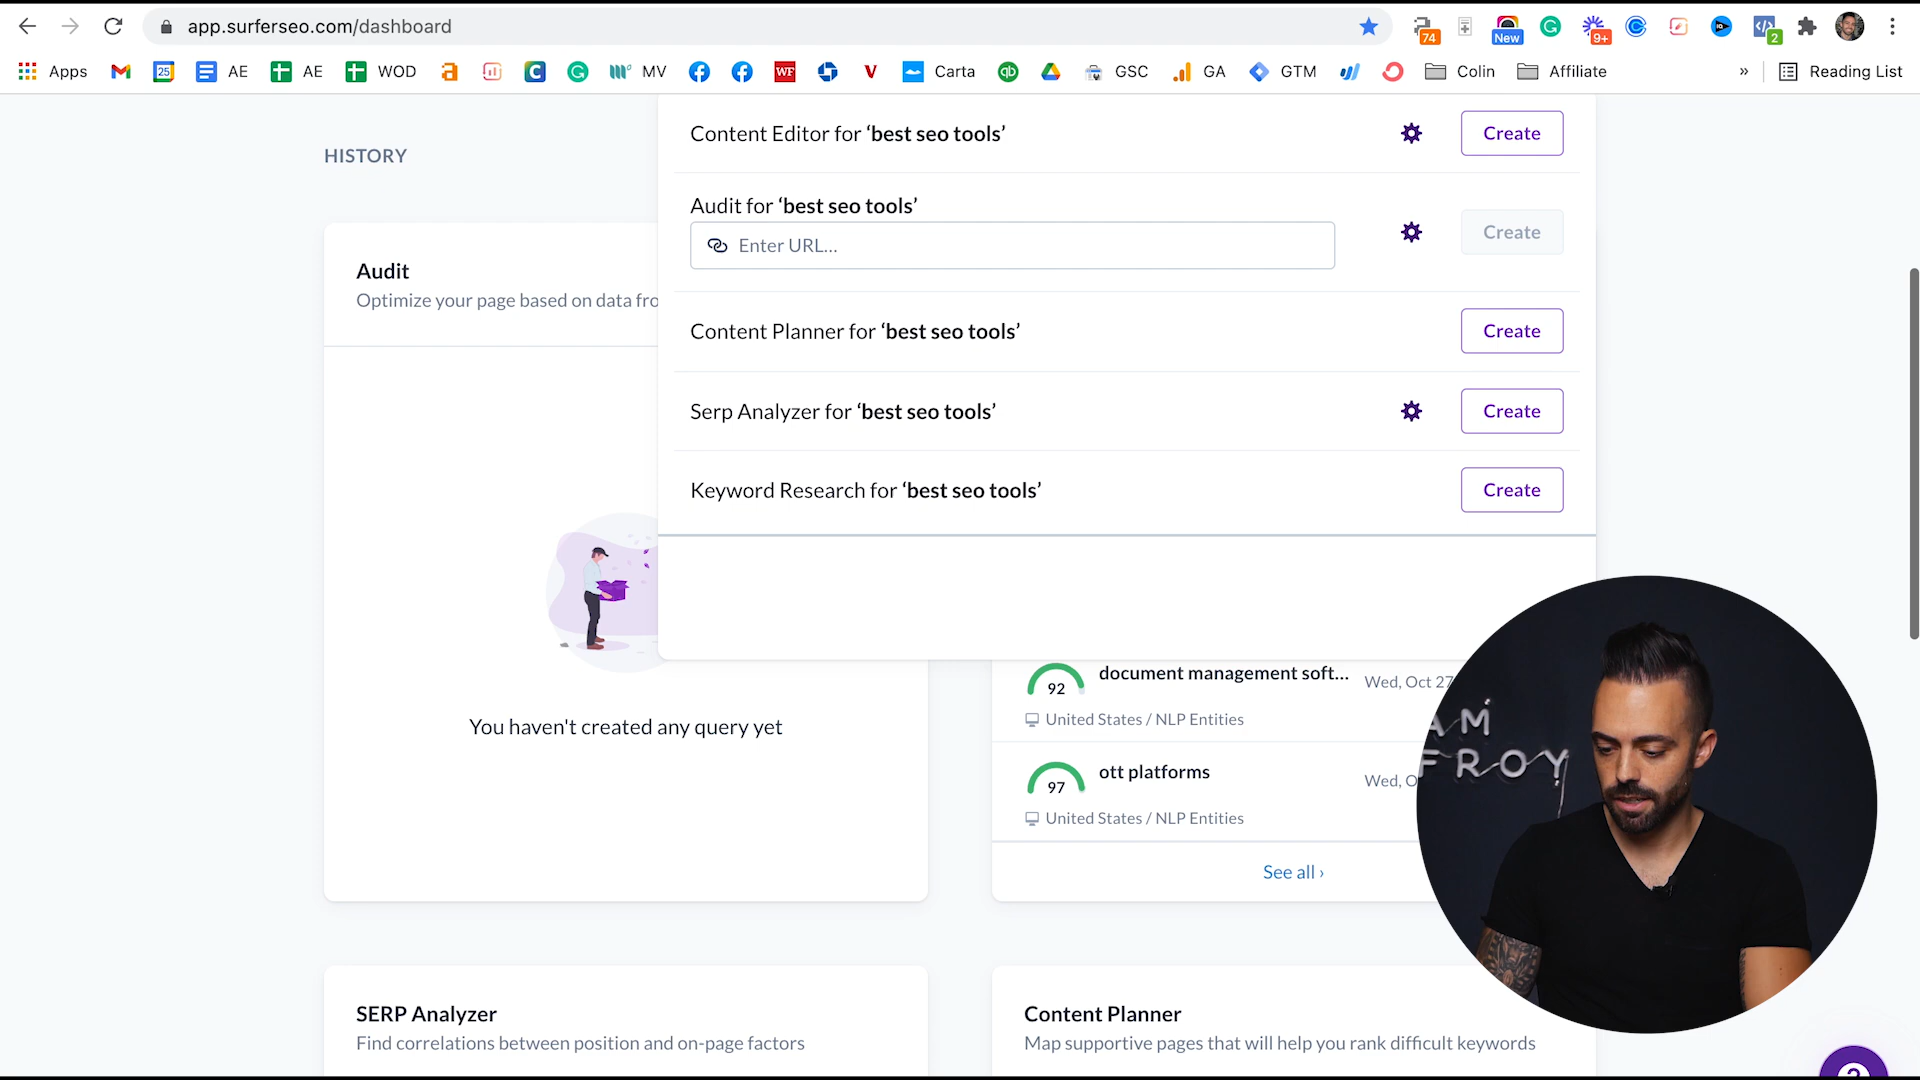 app.surferseo.com/dashboard
74
New
9+
2
Apps
25
AE
AE
WOD
MV
WF
V
Carta
qb
GSC
GA
GTM
Colin
Affiliate
»
Reading List
HISTORY
Content Editor for ‘best seo tools’
Create
Audit for ‘best seo tools’
Enter URL...
Create
Content Planner for ‘best seo tools’
Create
Serp Analyzer for ‘best seo tools’
Create
Keyword Research for ‘best seo tools’
Create
Audit
Optimize your page based on data fro
You haven't created any query yet
92
document management soft...
Wed, Oct 27
United States / NLP Entities
97
ott platforms
Wed, O
United States / NLP Entities
See all ›
AM
FROY
SERP Analyzer
Find correlations between position and on-page factors
Content Planner
Map supportive pages that will help you rank difficult keywords